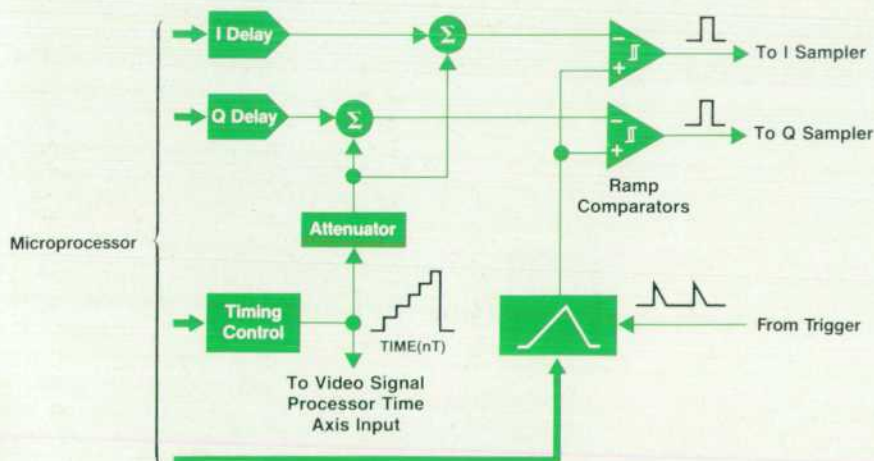 I Delay
Σ
To I Sampler
Q Delay
Σ
To Q Sampler
Ramp
Comparators
Attenuator
Microprocessor
Timing
Control
TIME(nT)
From Trigger
To Video Signal
Processor Time
Axis Input